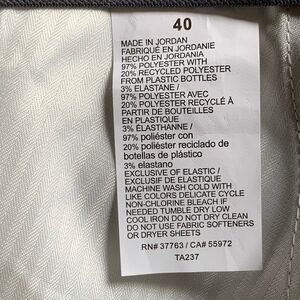 40
MADE IN JORDAN
FABRIQUÉ EN JORDANIE
HECHO EN JORDANIA
97% POLYESTER WITH
20% RECYCLED POLYESTER
FROM PLASTIC BOTTLES
3% ELASTANE /
97% POLYESTER AVEC
20% POLYESTER RECYCLÉ À
PARTIR DE BOUTEILLES
EN PLASTIQUE
3% ÉLASTHANNE /
97% poliéster con
20% poliéster reciclado de
botellas de plástico
3% elastano
EXCLUSIVE OF ELASTIC /
EXCLUSIF DE ELASTIQUE
MACHINE WASH COLD WITH
LIKE COLORS DELICATE CYCLE
NON-CHLORINE BLEACH IF
NEEDED TUMBLE DRY LOW
COOL IRON DO NOT DRY CLEAN
DO NOT USE FABRIC SOFTENERS
OR DRYER SHEETS
RN# 37763 / CA# 55972
TA237